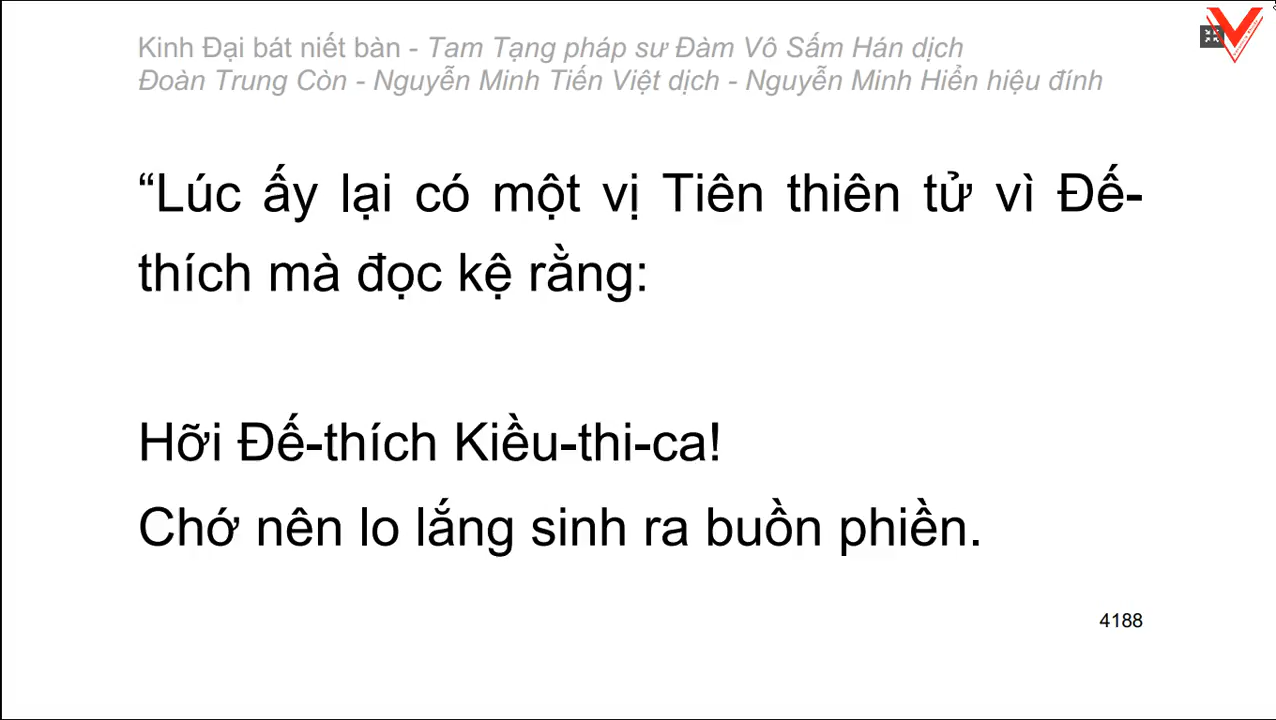 Kinh Đại bát niết bàn - Tam Tạng pháp sư Đàm Vô Sấm Hán dịch
Đoàn Trung Còn - Nguyễn Minh Tiến Việt dịch - Nguyễn Minh Hiển hiệu đính
“Lúc ấy lại có một vị Tiên thiên tử vì Đế-
thích mà đọc kệ rằng:
Hỡi Đế-thích Kiều-thi-ca!
Chớ nên lo lắng sinh ra buồn phiền.
4188